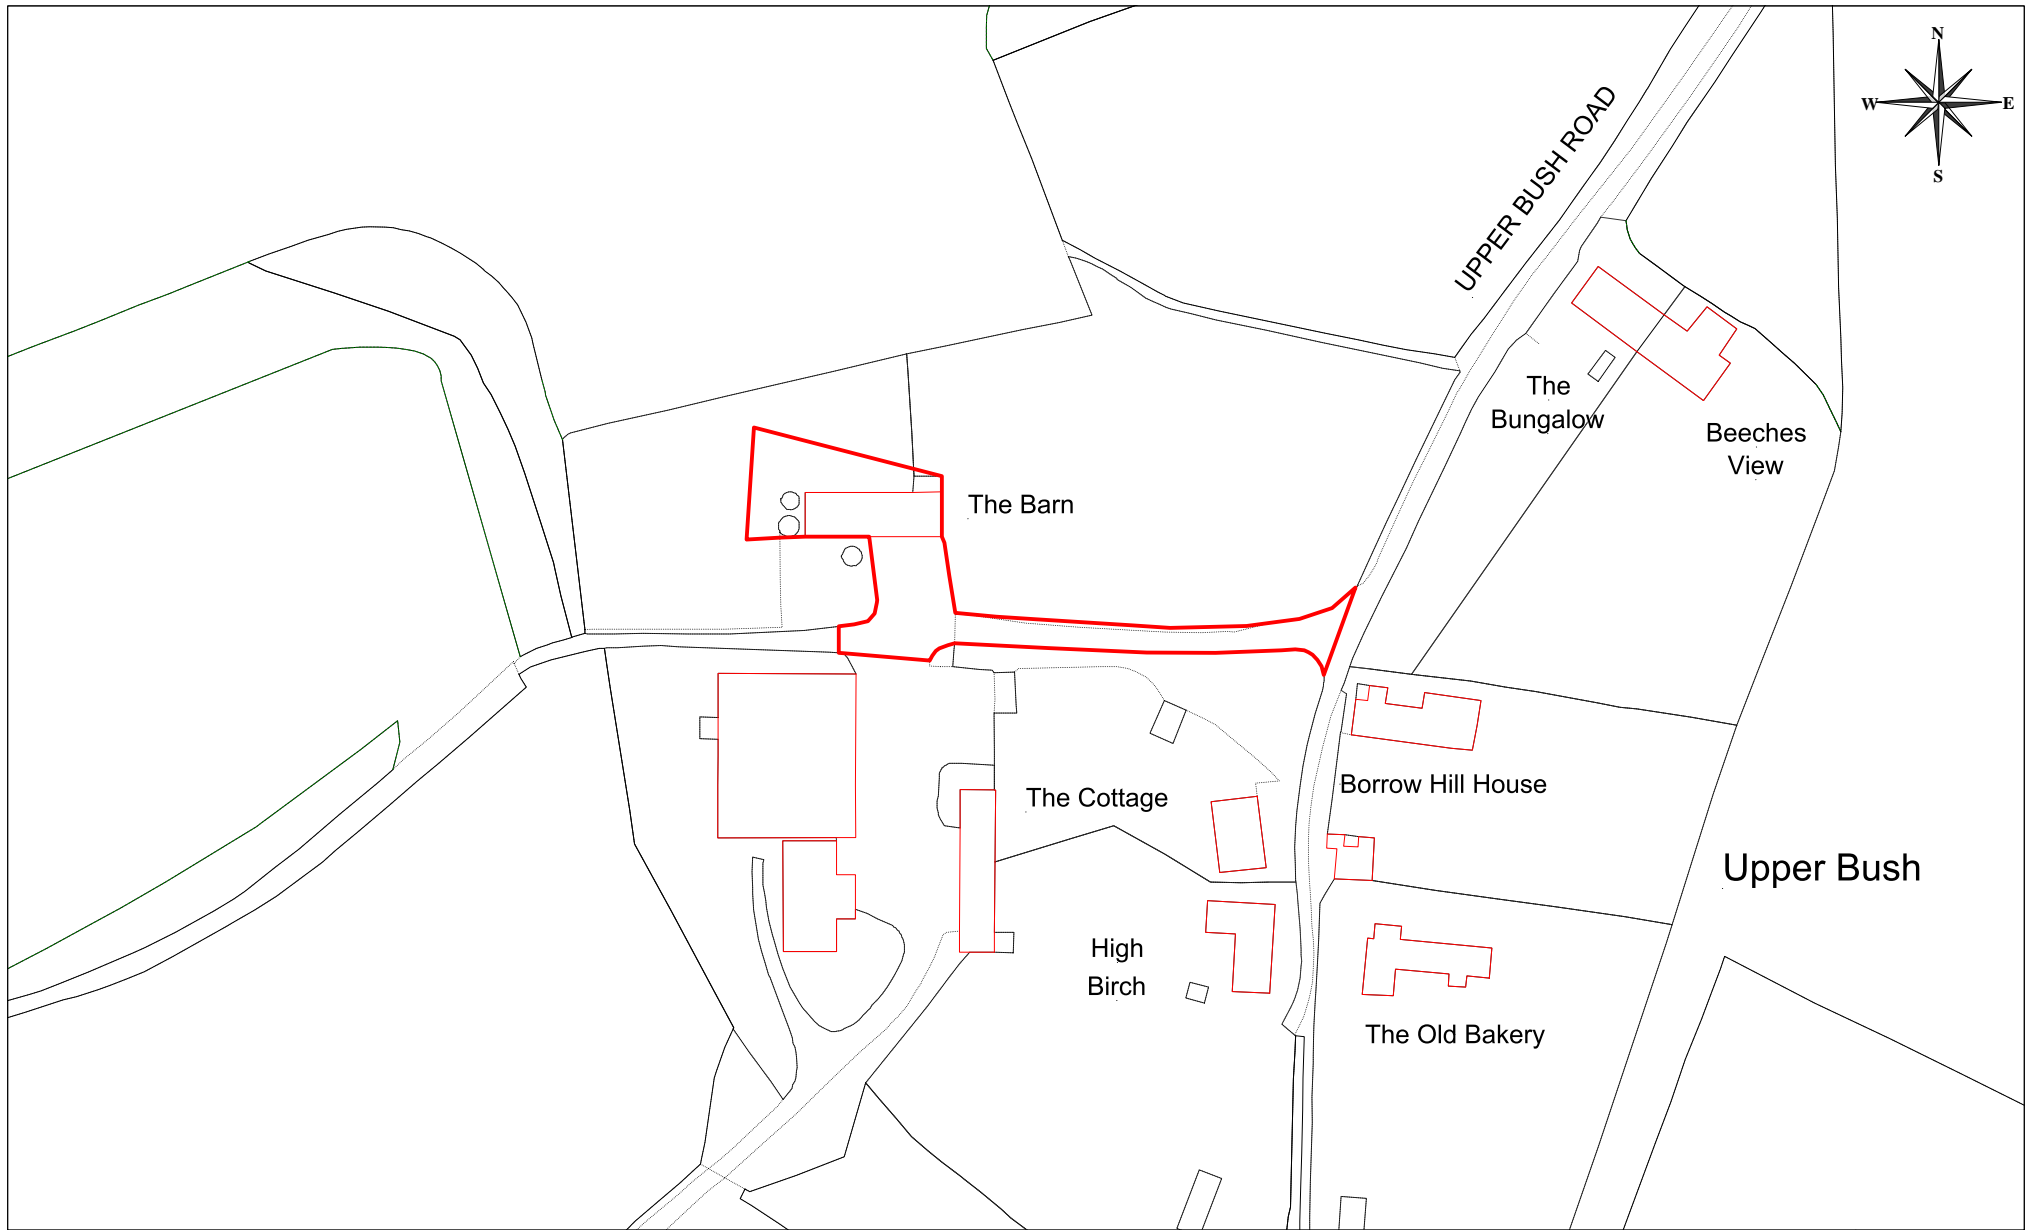 N
W
E
S
UPPER BUSH ROAD
The
Bungalow
Beeches
View
The Barn
Borrow Hill House
The Cottage
Upper Bush
High
Birch
The Old Bakery